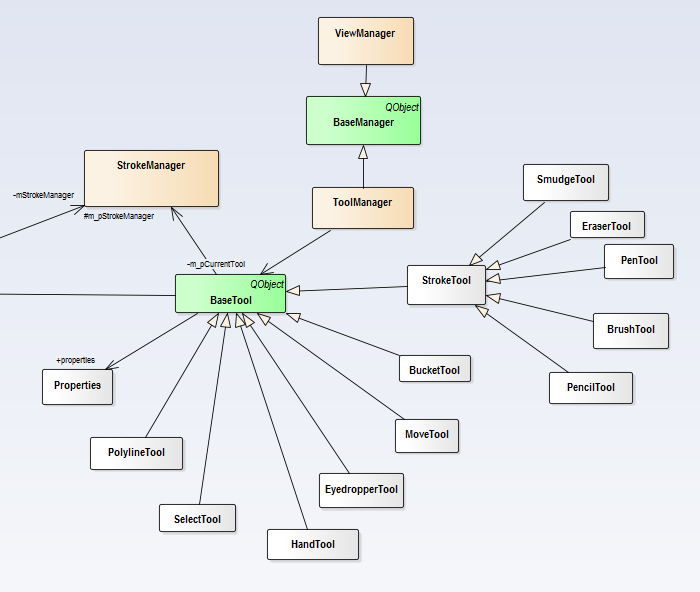 ViewManager
QObject
BaseManager
StrokeManager
-mStrokeManager
#m_pStrokeManager
ToolManager
SmudgeTool
EraserTool
PenTool
-m_pCurrentTool
QObject
BaseTool
StrokeTool
BrushTool
+properties
Properties
BucketTool
PencilTool
MoveTool
PolylineTool
EyedropperTool
SelectTool
HandTool